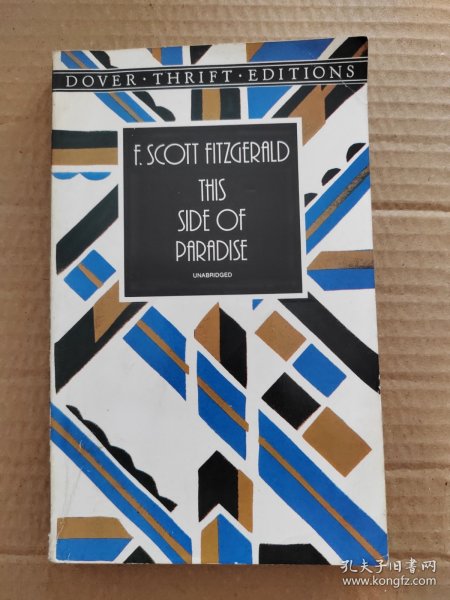 DOVER · THRIFT · EDITIONS
F. SCOTT FITZGERALD
THIS
SIDE OF
PARADISE
UNABRIDGED
孔夫子旧书网
www.kongfz.com